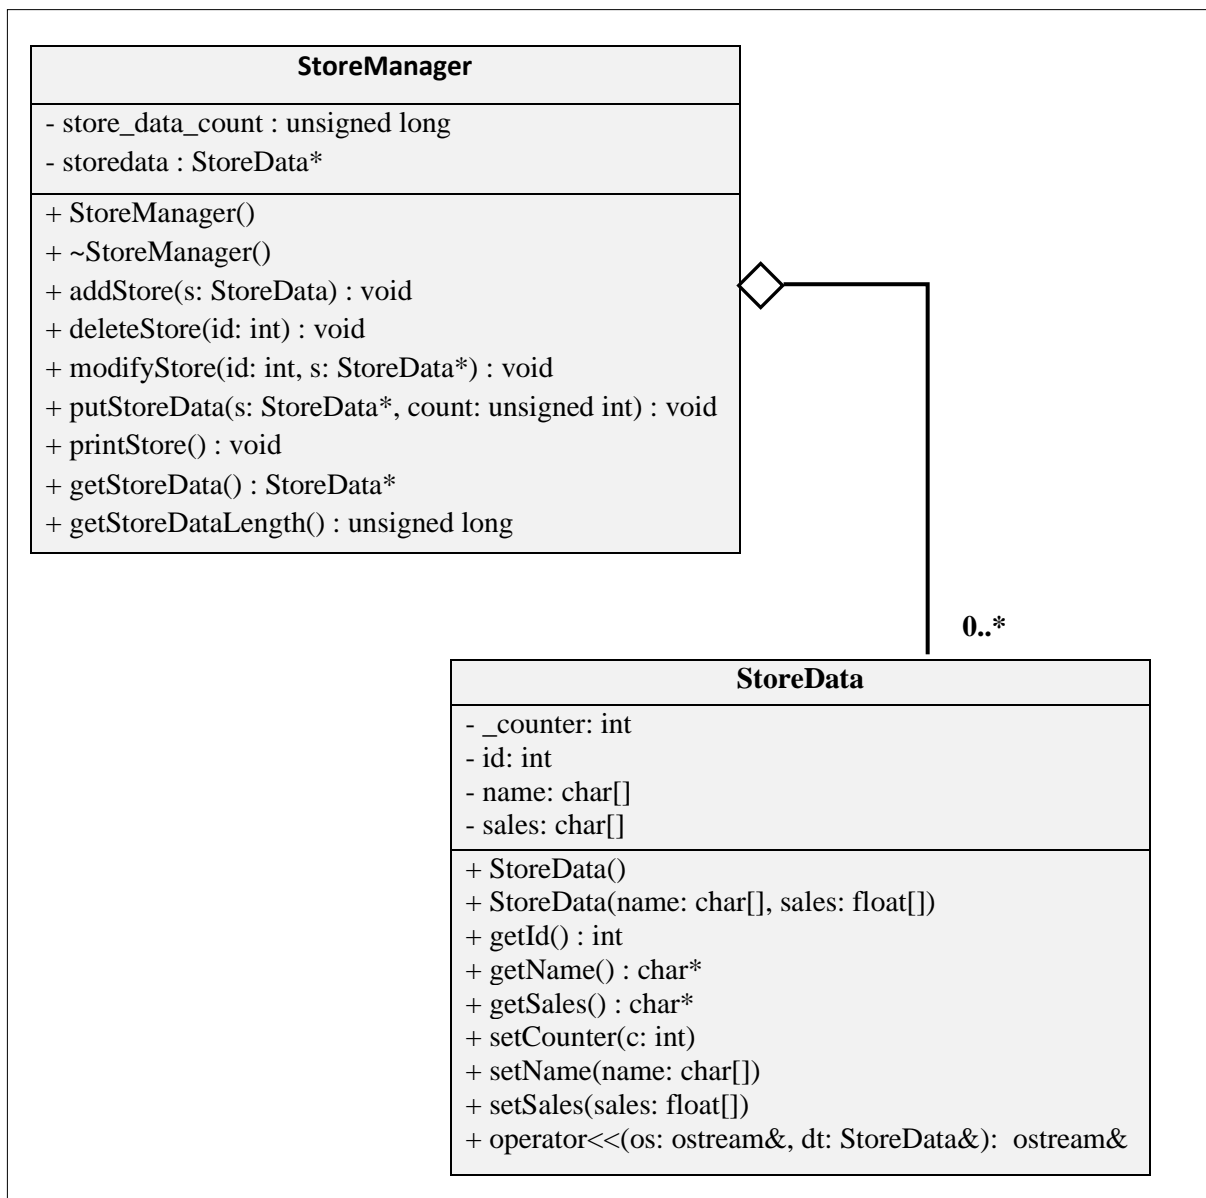 StoreManager
- store_data_count : unsigned long
- storedata : StoreData*
+ StoreManager()
+ ~StoreManager()
+ addStore(s: StoreData) : void
+ deleteStore(id: int) : void
+ modifyStore(id: int, s: StoreData*) : void
+ putStoreData(s: StoreData*, count: unsigned int) : void
+ printStore() : void
+ getStoreData() : StoreData*
+ getStoreDataLength() : unsigned long
0..*
StoreData
- _counter: int
- id: int
- name: char[]
- sales: char[]
+ StoreData()
+ StoreData(name: char[], sales: float[])
+ getId() : int
+ getName() : char*
+ getSales() : char*
+ setCounter(c: int)
+ setName(name: char[])
+ setSales(sales: float[])
+ operator<<(os: ostream&, dt: StoreData&): ostream&